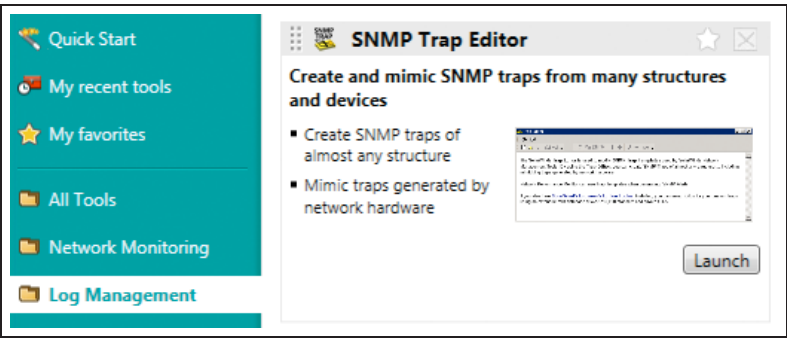 Quick Start
My recent tools
My favorites
All Tools
Network Monitoring
Log Management
SNMP TRAP
SNMP Trap Editor
Create and mimic SNMP traps from many structures
and devices
Create SNMP traps of
almost any structure
Mimic traps generated by
network hardware
Launch